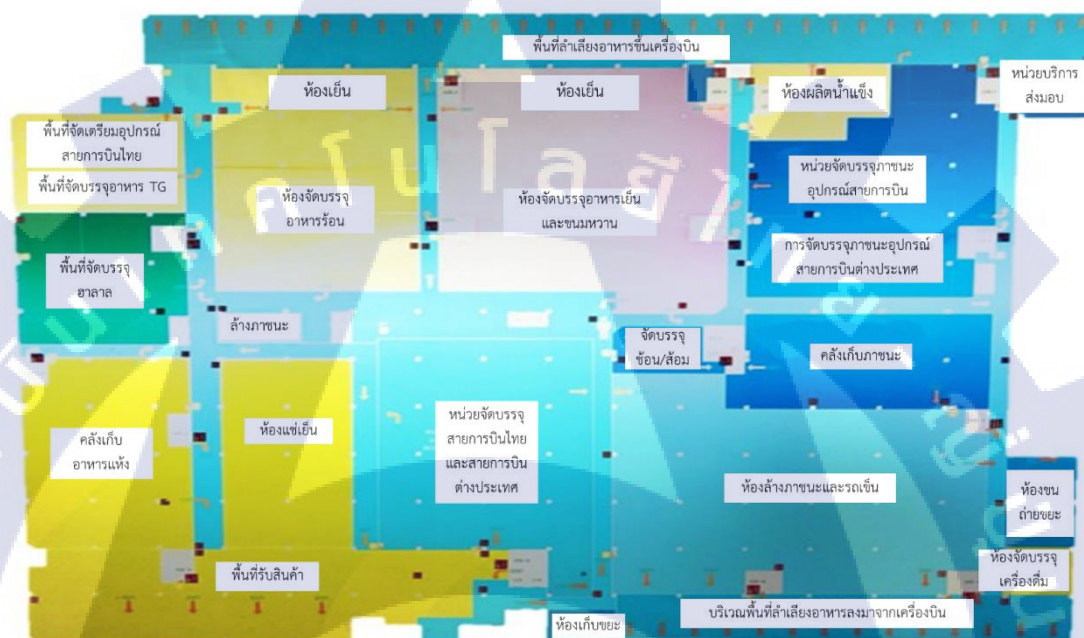 พื้นที่ลำเลียงอาหารขึ้นเครื่องบิน
ห้องเย็น
ห้องเย็น
ห้องผลิตน้ำแข็ง
หน่วยบริการ
ส่งมอบ
พื้นที่จัดเตรียมอุปกรณ์
สายการบินไทย
พื้นที่จัดบรรจุอาหาร TG
ห้องจัดบรรจุ
อาหารร้อน
ห้องจัดบรรจุอาหารเย็น
และขนมหวาน
หน่วยจัดบรรจุภาชนะ
อุปกรณ์สายการบิน
การจัดบรรจุภาชนะอุปกรณ์
สายการบินต่างประเทศ
พื้นที่จัดบรรจุ
ฮาลาล
ล้างภาชนะ
จัดบรรจุ
ช้อน/ส้อม
คลังเก็บภาชนะ
คลังเก็บ
อาหารแห้ง
ห้องแช่เย็น
หน่วยจัดบรรจุ
สายการบินไทย
และสายการบิน
ต่างประเทศ
ห้องล้างภาชนะและรถเข็น
ห้องขน
ถ่ายขยะ
พื้นที่รับสินค้า
ห้องจัดบรรจุ
เครื่องดื่ม
ห้องเก็บขยะ
บริเวณพื้นที่ลำเลียงอาหารลงมาจากเครื่องบิน